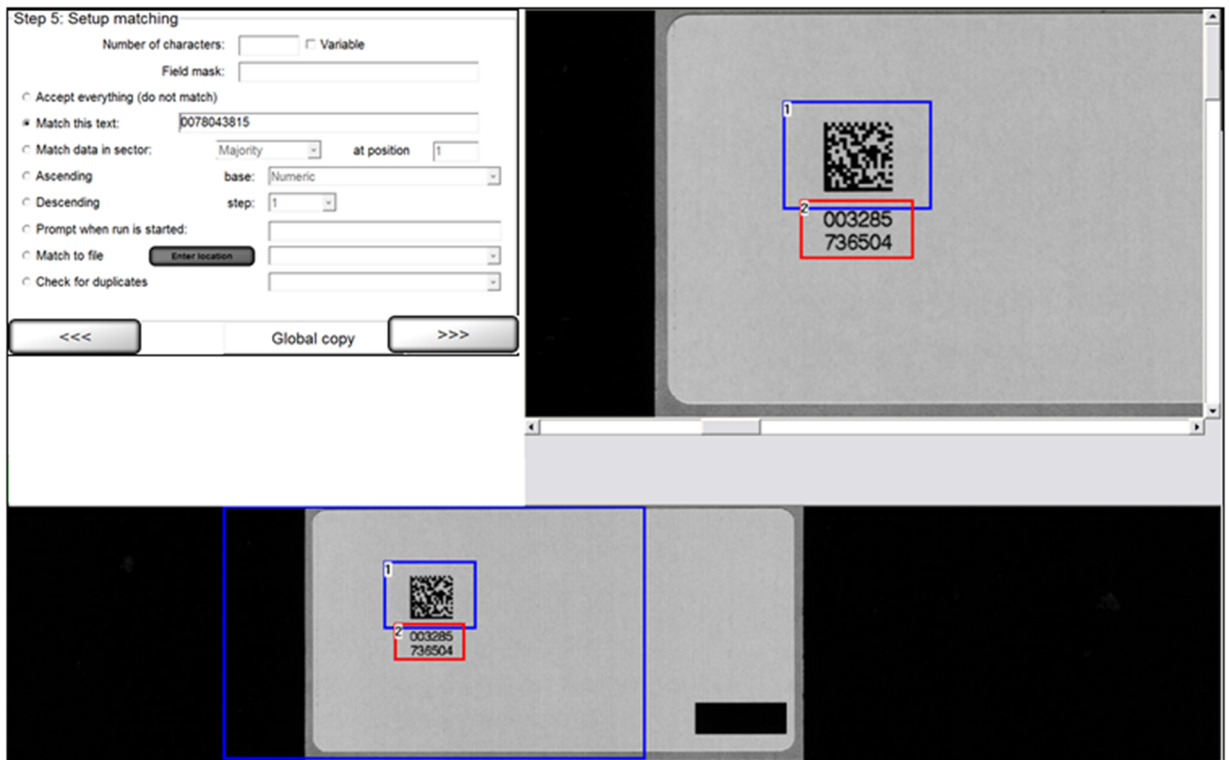 Step 5: Setup matching
Number of characters:
Variable
Field mask:
Accept everything (do not match)
Match this text: 0078043815
Match data in sector: Majority at position 1
Ascending base: Numeric
Descending step: 1
Prompt when run is started:
Match to file Enter location
Check for duplicates
<<< Global copy >>>
1
2
003285
736504
1
2
003285
736504